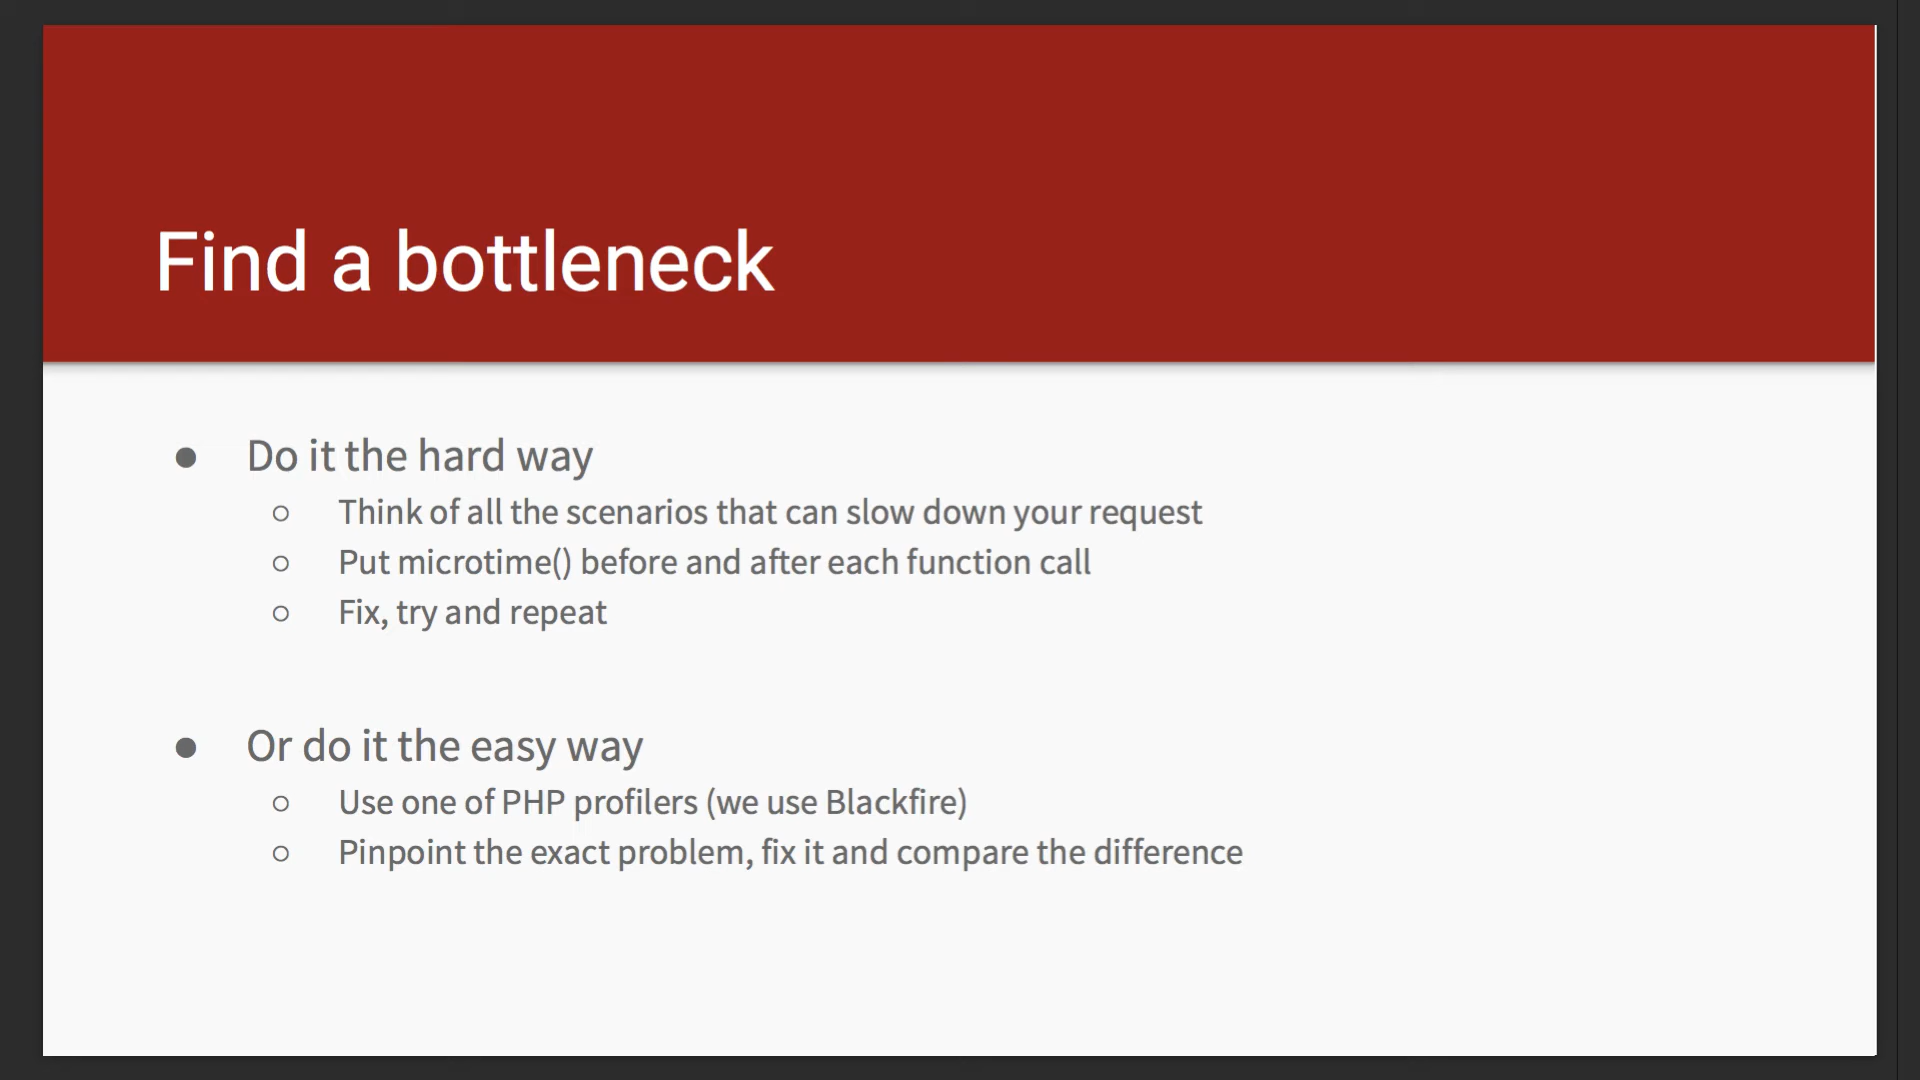 Find a bottleneck
● Do it the hard way
○ Think of all the scenarios that can slow down your request
○ Put microtime() before and after each function call
○ Fix, try and repeat
● Or do it the easy way
○ Use one of PHP profilers (we use Blackfire)
○ Pinpoint the exact problem, fix it and compare the difference